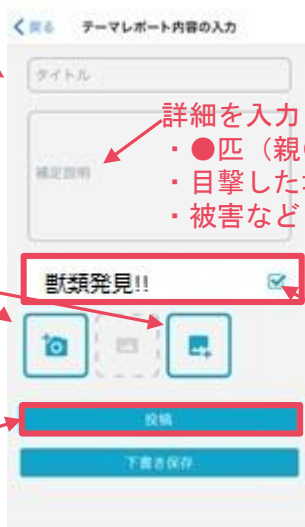 戻る テーマレポート内容の入力
タイトル
詳細を入力
・●匹（親
・目撃した
・被害など
補足説明
獣類発見!!
投稿
下書き保存